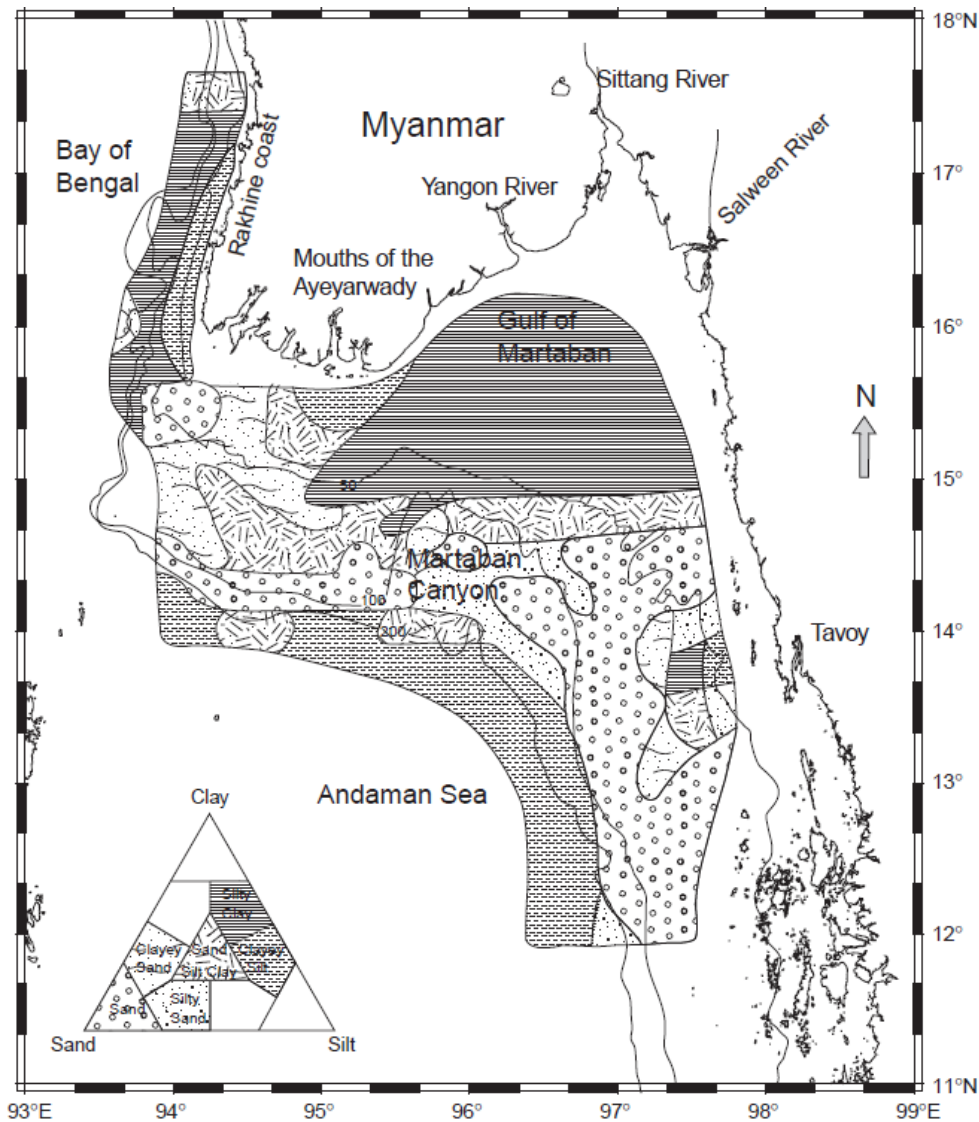 18°N
Sittang River
Myanmar
Bay of
Bengal
Rakhine coast
Salween River
17°
Yangon River
Mouths of the
Ayeyarwady
16°
Gulf of
Martaban
N
15°
50
Martaban
Canyon
100
200
14°
Tavoy
13°
Andaman Sea
Clay
Silty
Clay
12°
Clayey
Sand
Sand
Silt Clay
Clayey
Silt
Sand
Silty
Sand
Sand
Silt
11°N
93°E
94°
95°
96°
97°
98°
99°E